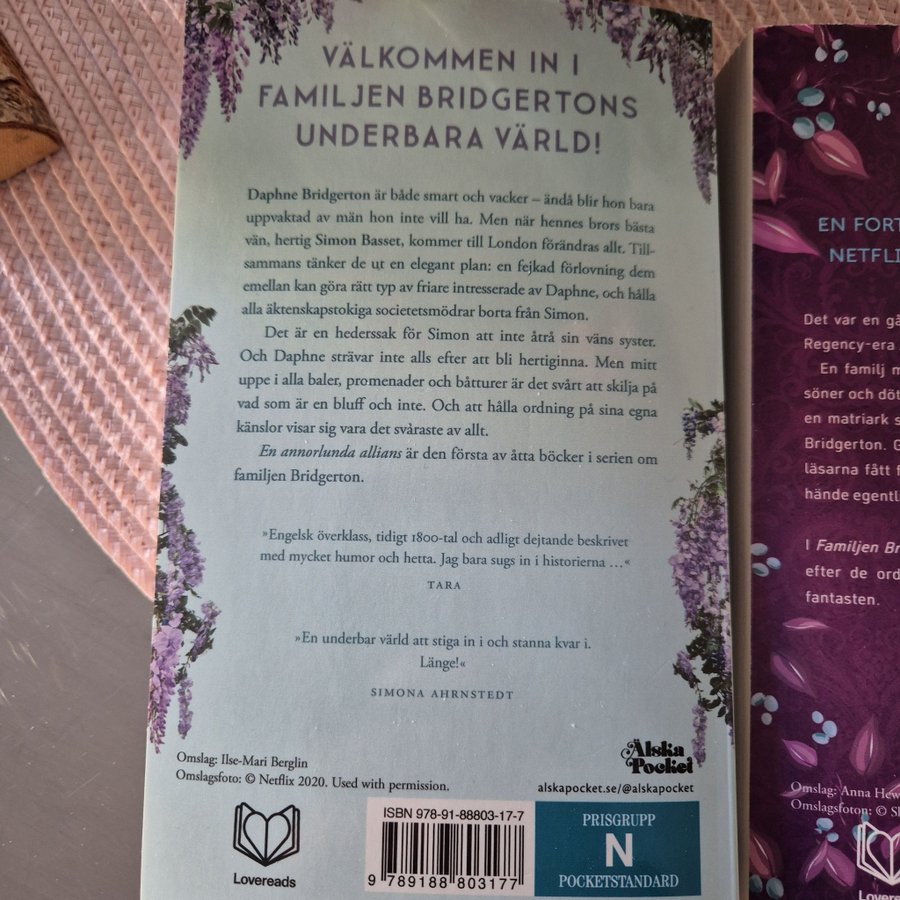 VÄLKOMMEN IN I
FAMILJEN BRIDGERTONS
UNDERBARA VÄRLD!
Daphne Bridgerton är både smart och vacker – ändå blir hon bara
uppvaktad av män hon inte vill ha. Men när hennes brors bästa
vän, hertig Simon Basset, kommer till London förändras allt. Till-
sammans tänker de ut en elegant plan: en fejkad förlovning dem
emellan kan göra rätt typ av friare intresserade av Daphne, och hålla
alla äktenskapstokiga societetsmödrar borta från Simon.
Det är en hederssak för Simon att inte åtrå sin väns syster.
Och Daphne strävar inte alls efter att bli hertiginna. Men mitt
uppe i alla baler, promenader och båtturer är det svårt att skilja på
vad som är en bluff och inte. Och att hålla ordning på sina egna
känslor visar sig vara det svåraste av allt.
En annorlunda allians är den första av åtta böcker i serien om
familjen Bridgerton.
»Engelsk överklass, tidigt 1800-tal och adligt dejtande beskrivet
med mycket humor och hetta. Jag bara sugs in i historierna …«
TARA
»En underbar värld att stiga in i och stanna kvar i.
Länge!«
SIMONA AHRNSTEDT
Omslag: Ilse-Mari Berglin
Omslagsfoto: © Netflix 2020. Used with permission.
Älska
Pocket
alskapocket.se/@alskapocket
Lovereads
ISBN 978-91-88803-17-7
9 789188 803177
PRISGRUPP
N
POCKETSTANDARD
EN FORT
NETFLI
Det var en gå
Regency-era
En familj m
söner och döt
en matriark s
Bridgerton. G
läsarna fått f
hände egentli
I Familjen Br
efter de ord
fantasten.
Omslag: Anna Hew
Omslagsfoton: © Sh
Loverea